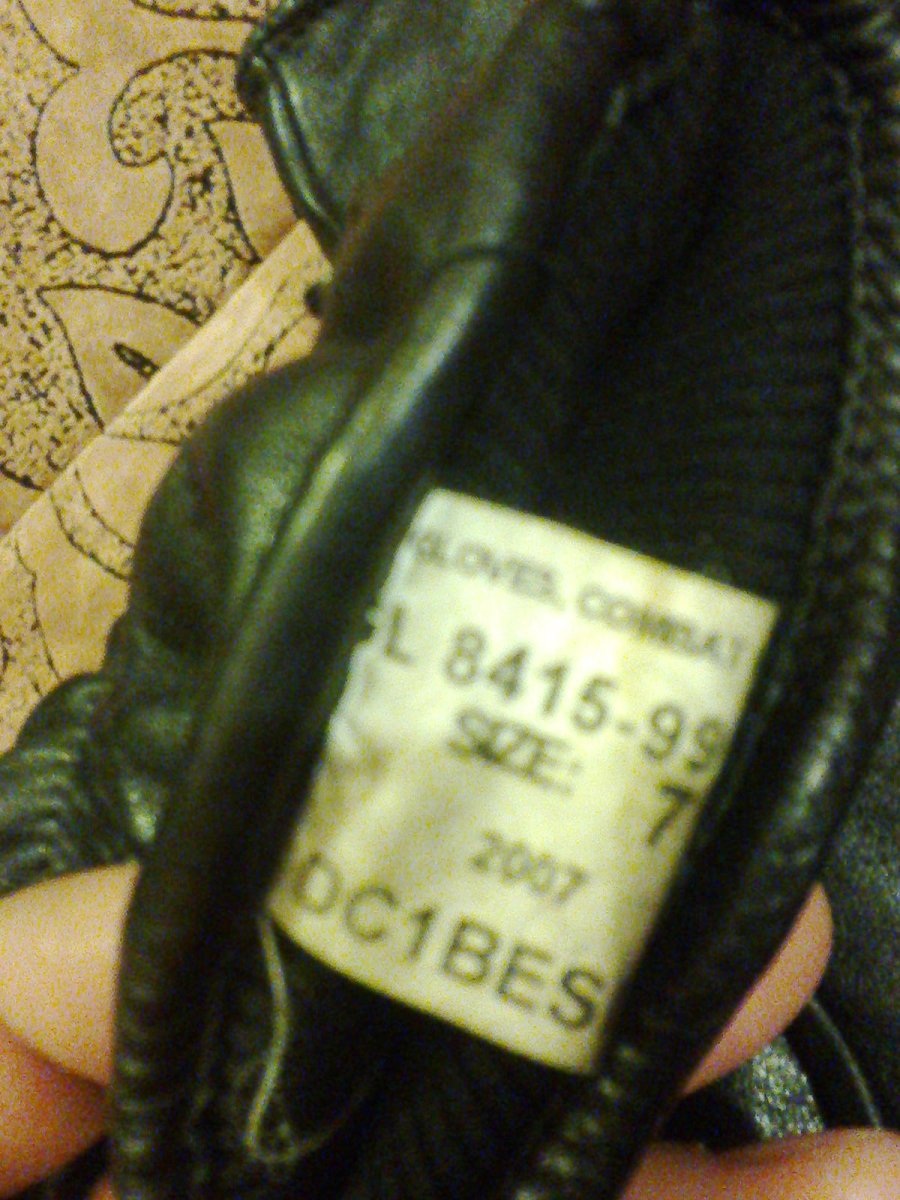 GLOVES, COMBAT
L 8415-99
SIZE: 7
2007
DC1BES